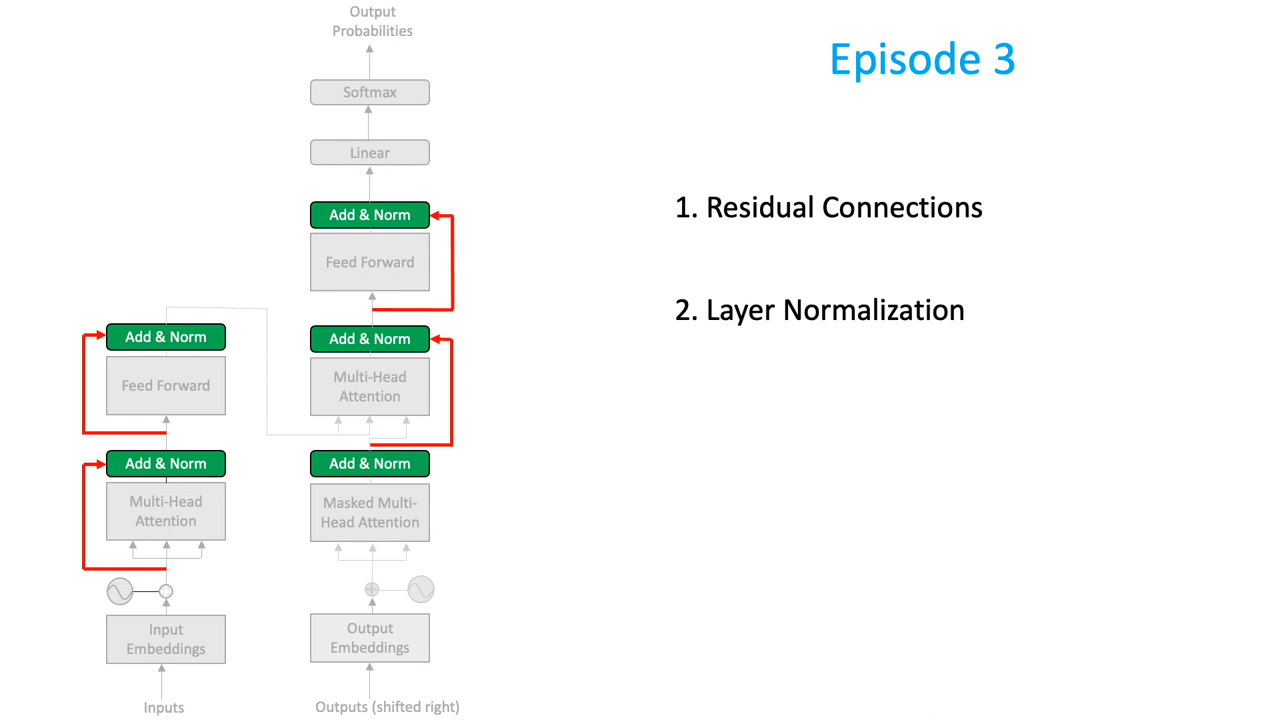 Output
Probabilities
Softmax
Linear
Add & Norm
Feed Forward
Add & Norm
Multi-Head
Attention
Add & Norm
Masked Multi-
Head Attention
Output
Embeddings
Outputs (shifted right)
Add & Norm
Feed Forward
Add & Norm
Multi-Head
Attention
Input
Embeddings
Inputs
Episode 3
1. Residual Connections
2. Layer Normalization